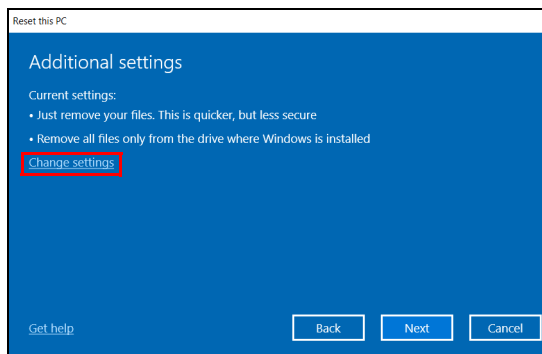 Reset this PC
Additional settings
Current settings:
• Just remove your files. This is quicker, but less secure
• Remove all files only from the drive where Windows is installed
Change settings
Get help
Back
Next
Cancel